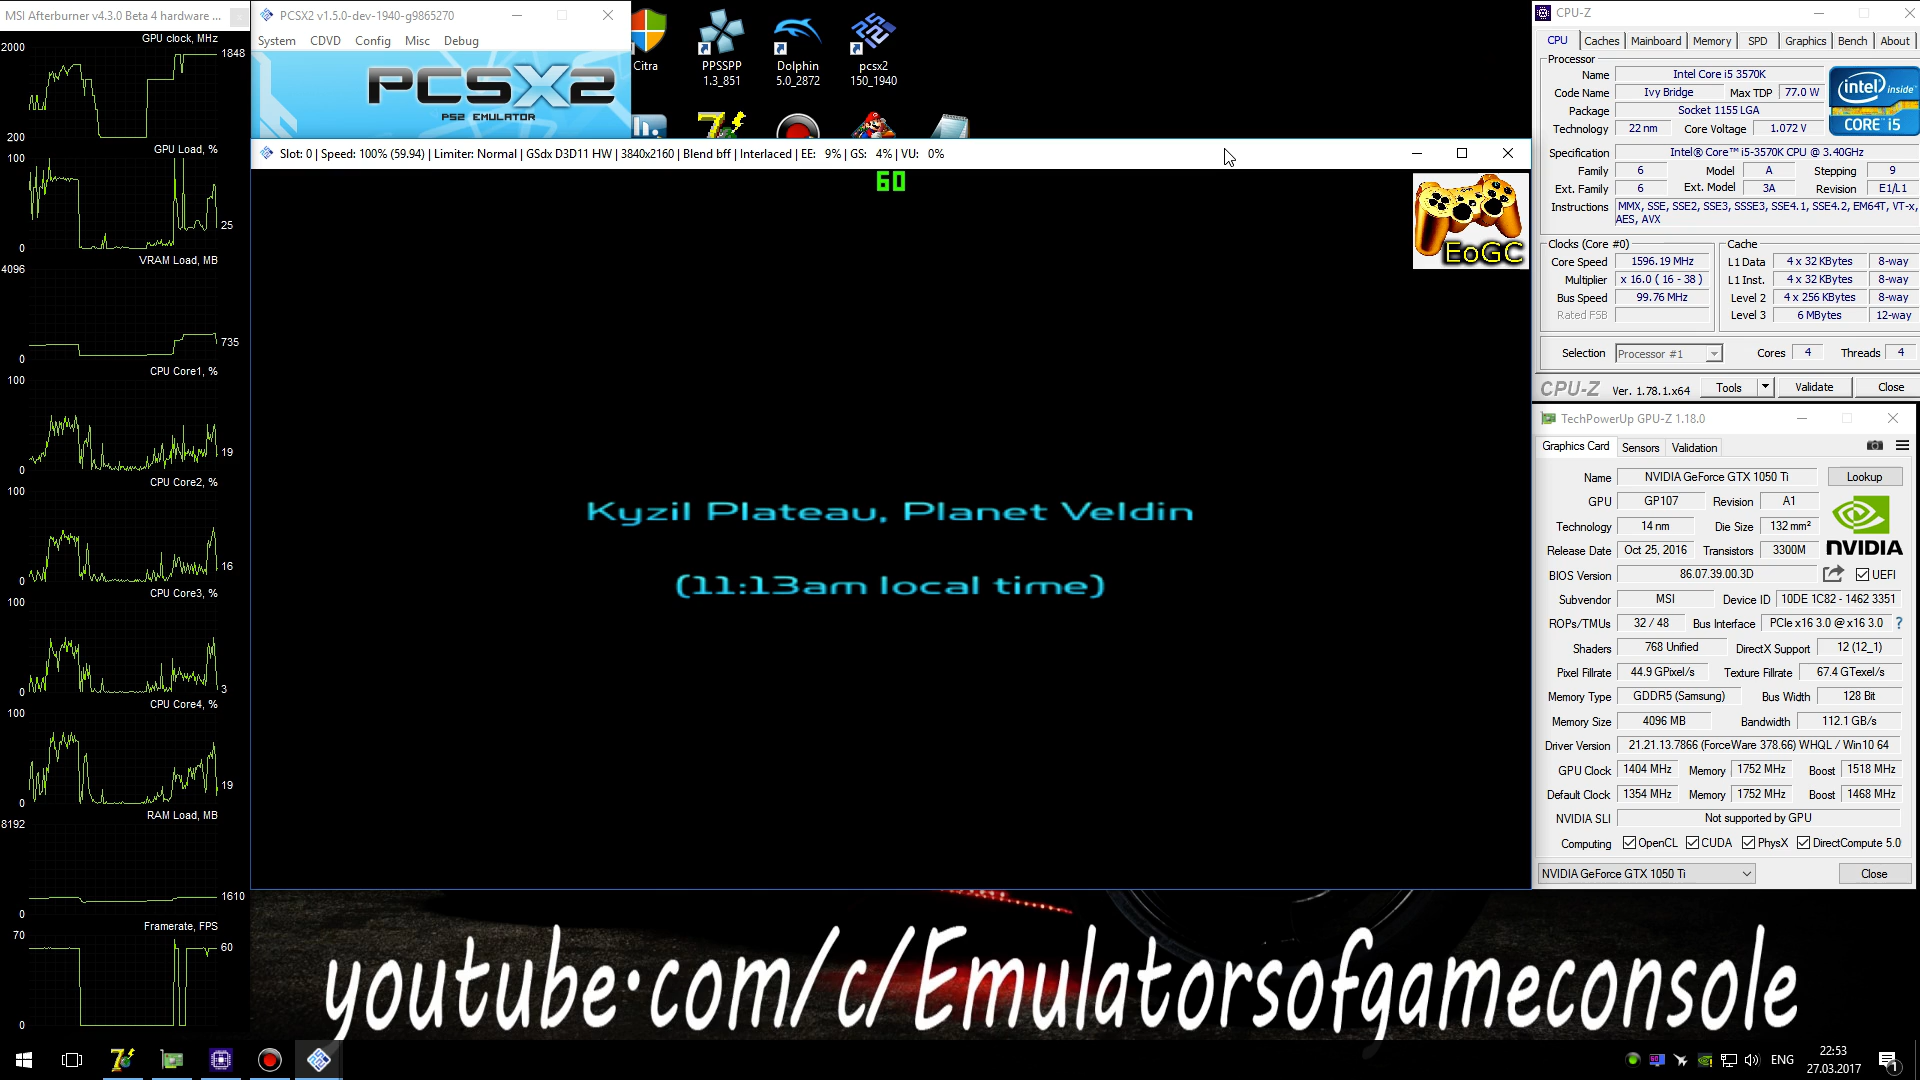 MSI Afterburner v4.3.0 Beta 4 hardware ...
GPU clock, MHz
2000
1848
200
GPU Load, %
100
25
0
VRAM Load, MB
4096
735
0
CPU Core1, %
100
19
0
CPU Core2, %
100
16
0
CPU Core3, %
100
3
0
CPU Core4, %
100
19
0
RAM Load, MB
8192
1610
0
Framerate, FPS
70
60
0
PCSX2 v1.5.0-dev-1940-g9865270
System CDVD Config Misc Debug
PCSX2
PS2 EMULATOR
Citra
PPSSPP
1.3_851
Dolphin
5.0_2872
pcsx2
150_1940
Slot: 0 | Speed: 100% (59.94) | Limiter: Normal | GSdx D3D11 HW | 3840x2160 | Blend bff | Interlaced | EE: 9% | GS: 4% | VU: 0%
60
EoGC
Kyzil Plateau, Planet Veldin
(11:13am local time)
CPU-Z
CPU Caches Mainboard Memory SPD Graphics Bench About
Processor
Name Intel Core i5 3570K
Code Name Ivy Bridge Max TDP 77.0 W
Package Socket 1155 LGA
Technology 22 nm Core Voltage 1.072 V
intel inside
CORE i5
Specification Intel® Core™ i5-3570K CPU @ 3.40GHz
Family 6 Model A Stepping 9
Ext. Family 6 Ext. Model 3A Revision E1/L1
Instructions MMX, SSE, SSE2, SSE3, SSSE3, SSE4.1, SSE4.2, EM64T, VT-x,
AES, AVX
Clocks (Core #0)
Core Speed 1596.19 MHz
Multiplier x 16.0 ( 16 - 38 )
Bus Speed 99.76 MHz
Rated FSB
Cache
L1 Data 4 x 32 KBytes 8-way
L1 Inst. 4 x 32 KBytes 8-way
Level 2 4 x 256 KBytes 8-way
Level 3 6 MBytes 12-way
Selection Processor #1 Cores 4 Threads 4
CPU-Z Ver. 1.78.1.x64 Tools Validate Close
TechPowerUp GPU-Z 1.18.0
Graphics Card Sensors Validation
Name NVIDIA GeForce GTX 1050 Ti Lookup
GPU GP107 Revision A1
Technology 14 nm Die Size 132 mm²
Release Date Oct 25, 2016 Transistors 3300M
NVIDIA
BIOS Version 86.07.39.00.3D UEFI
Subvendor MSI Device ID 10DE 1C82 - 1462 3351
ROPs/TMUs 32 / 48 Bus Interface PCIe x16 3.0 @ x16 3.0 ?
Shaders 768 Unified DirectX Support 12 (12_1)
Pixel Fillrate 44.9 GPixel/s Texture Fillrate 67.4 GTexel/s
Memory Type GDDR5 (Samsung) Bus Width 128 Bit
Memory Size 4096 MB Bandwidth 112.1 GB/s
Driver Version 21.21.13.7866 (ForceWare 378.66) WHQL / Win10 64
GPU Clock 1404 MHz Memory 1752 MHz Boost 1518 MHz
Default Clock 1354 MHz Memory 1752 MHz Boost 1468 MHz
NVIDIA SLI Not supported by GPU
Computing OpenCL CUDA PhysX DirectCompute 5.0
NVIDIA GeForce GTX 1050 Ti Close
youtube.com/c/Emulatorsofgameconsole
ENG
22:53
27.03.2017
1